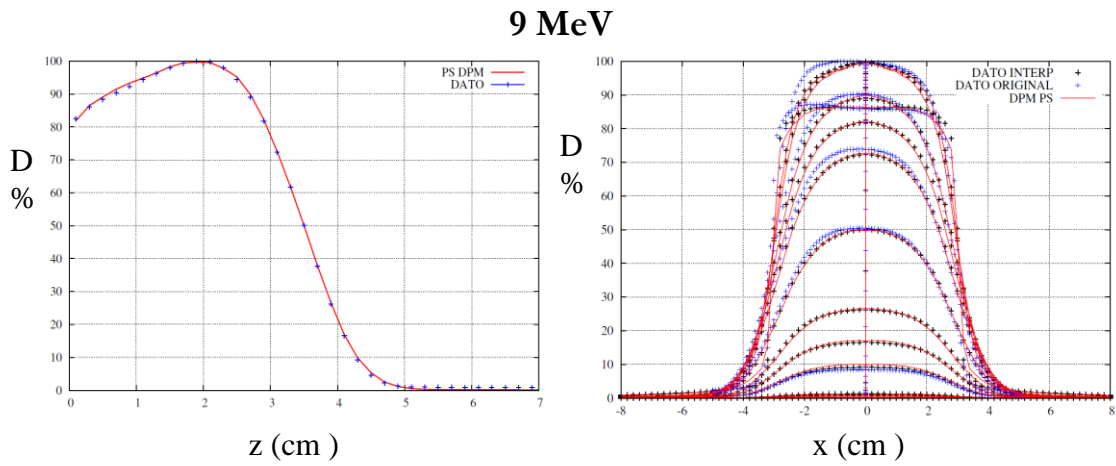 9 MeV
100
90
80
70
60
50
40
30
20
10
0
D
%
PS DPM
DATO
0 1 2 3 4 5 6 7
z (cm )
100
90
80
70
60
50
40
30
20
10
0
D
%
DATO INTERP
DATO ORIGINAL
DPM PS
-8 -6 -4 -2 0 2 4 6 8
x (cm )